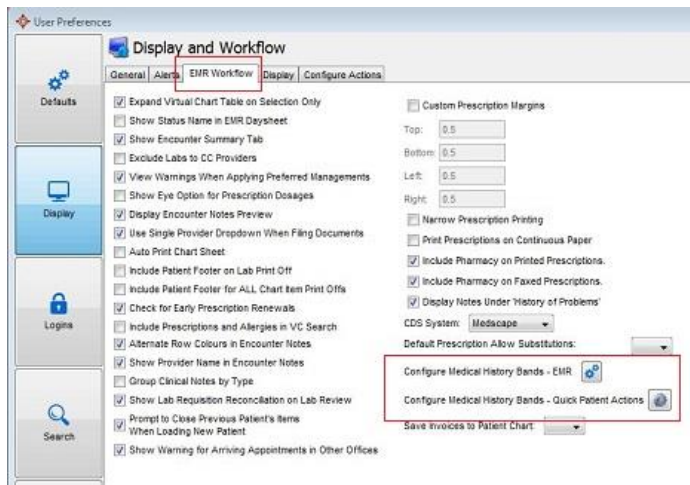 User Preferences
Display and Workflow
General Alerts EMR Workflow Display Configure Actions
Defaults
Display
Logins
Search
Expand Virtual Chart Table on Selection Only
Show Status Name in EMR Daysheet
Show Encounter Summary Tab
Exclude Labs to CC Providers
View Warnings When Applying Preferred Managements
Show Eye Option for Prescription Dosages
Display Encounter Notes Preview
Use Single Provider Dropdown When Filing Documents
Auto Print Chart Sheet
Include Patient Footer on Lab Print Off
Include Patient Footer for ALL Chart Item Print Offs
Check for Early Prescription Renewals
Include Prescriptions and Allergies in VC Search
Alternate Row Colours in Encounter Notes
Show Provider Name in Encounter Notes
Group Clinical Notes by Type
Show Lab Requisition Reconciliation on Lab Review
Prompt to Close Previous Patient's Items
When Loading New Patient
Show Warning for Arriving Appointments in Other Offices
Custom Prescription Margins
Top: 0.5
Bottom: 0.5
Left: 0.5
Right: 0.5
Narrow Prescription Printing
Print Prescriptions on Continuous Paper
Include Pharmacy on Printed Prescriptions.
Include Pharmacy on Faxed Prescriptions.
Display Notes Under 'History of Problems'
CDS System: Medscape
Default Prescription Allow Substitutions:
Configure Medical History Bands - EMR
Configure Medical History Bands - Quick Patient Actions
Save Invoices to Patient Chart